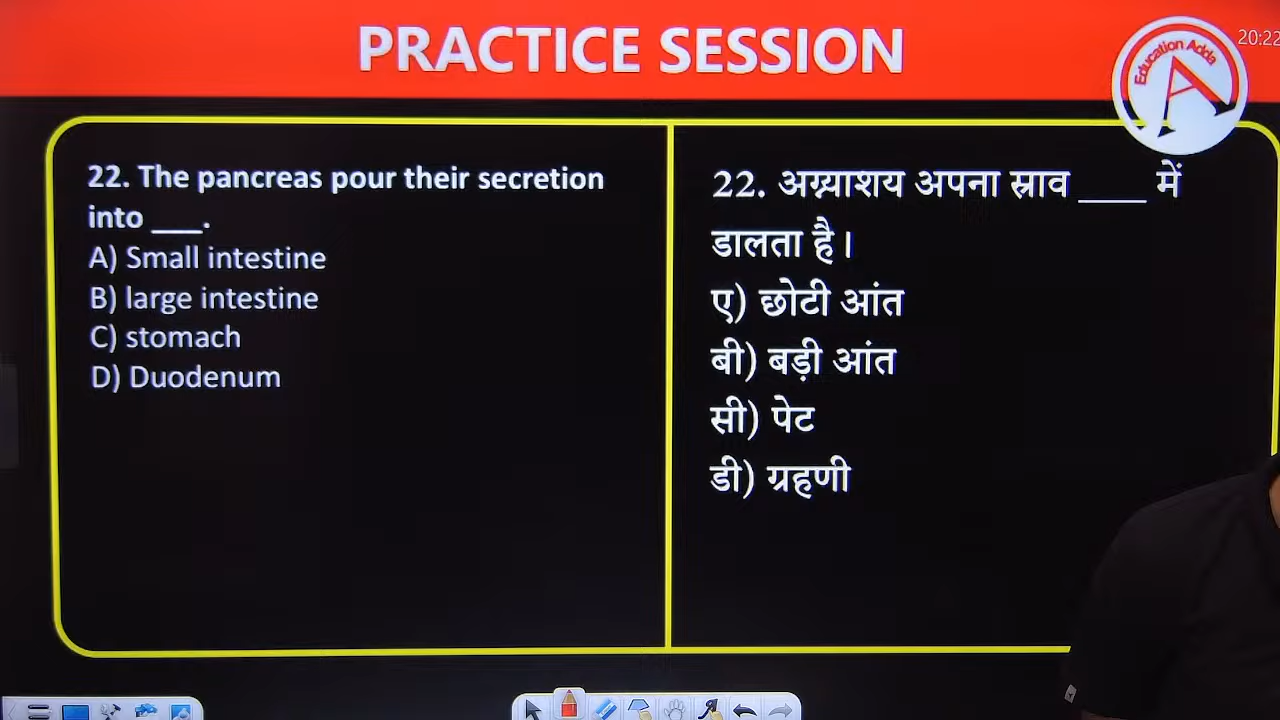 PRACTICE SESSION
Education Adda
20:22
22. The pancreas pour their secretion
into ___.
A) Small intestine
B) large intestine
C) stomach
D) Duodenum
22. अग्न्याशय अपना स्राव ____ में
डालता है।
ए) छोटी आंत
बी) बड़ी आंत
सी) पेट
डी) ग्रहणी